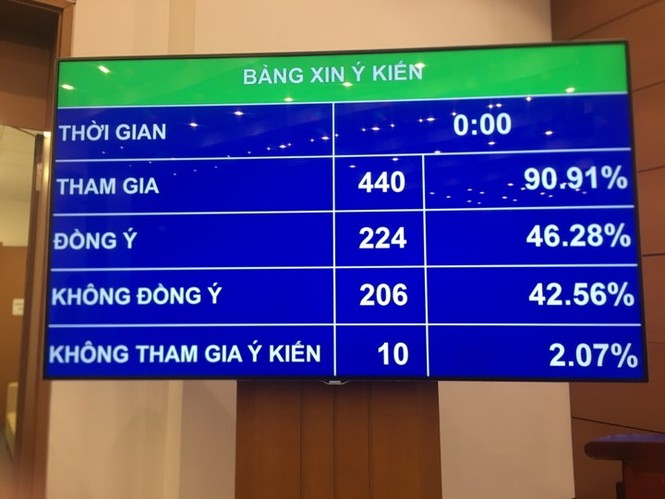 BẢNG XIN Ý KIẾN
THỜI GIAN 0:00
THAM GIA 440 90.91%
ĐỒNG Ý 224 46.28%
KHÔNG ĐỒNG Ý 206 42.56%
KHÔNG THAM GIA Ý KIẾN 10 2.07%